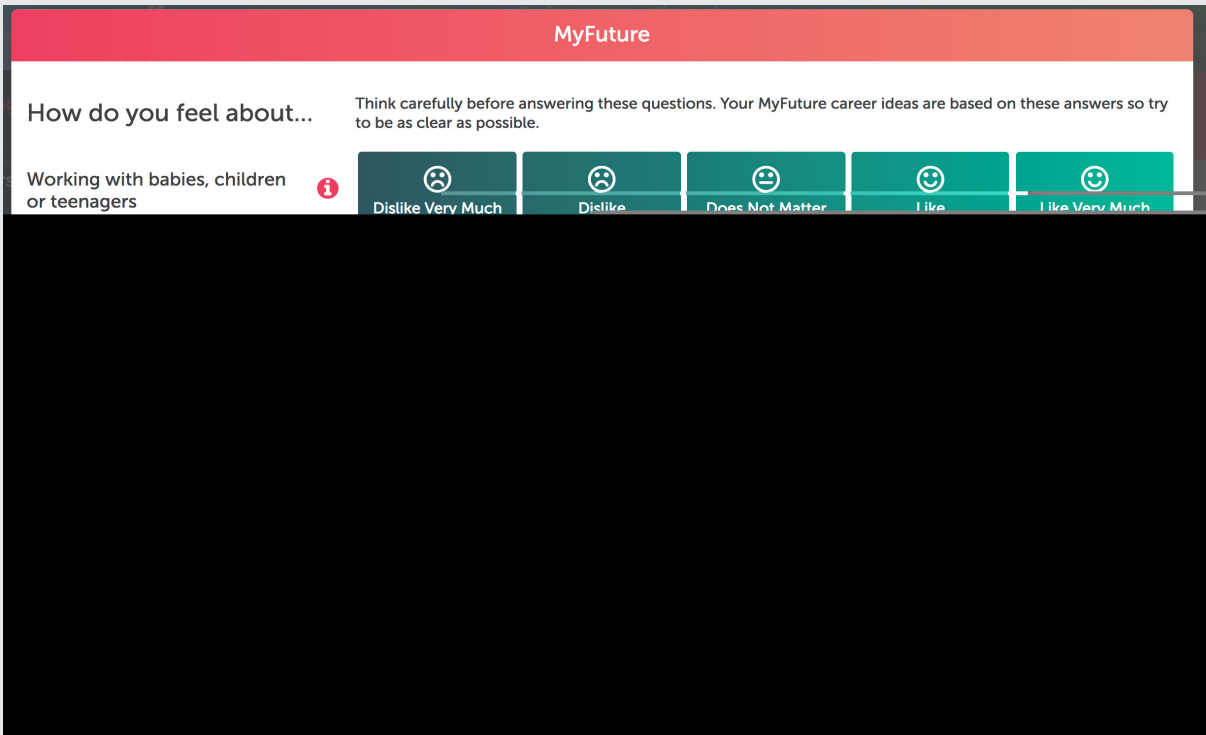 MyFuture
How do you feel about...
Think carefully before answering these questions. Your MyFuture career ideas are based on these answers so try
to be as clear as possible.
Working with babies, children
or teenagers
Dislike Very Much
Dislike
Does Not Matter
Like
Like Very Much